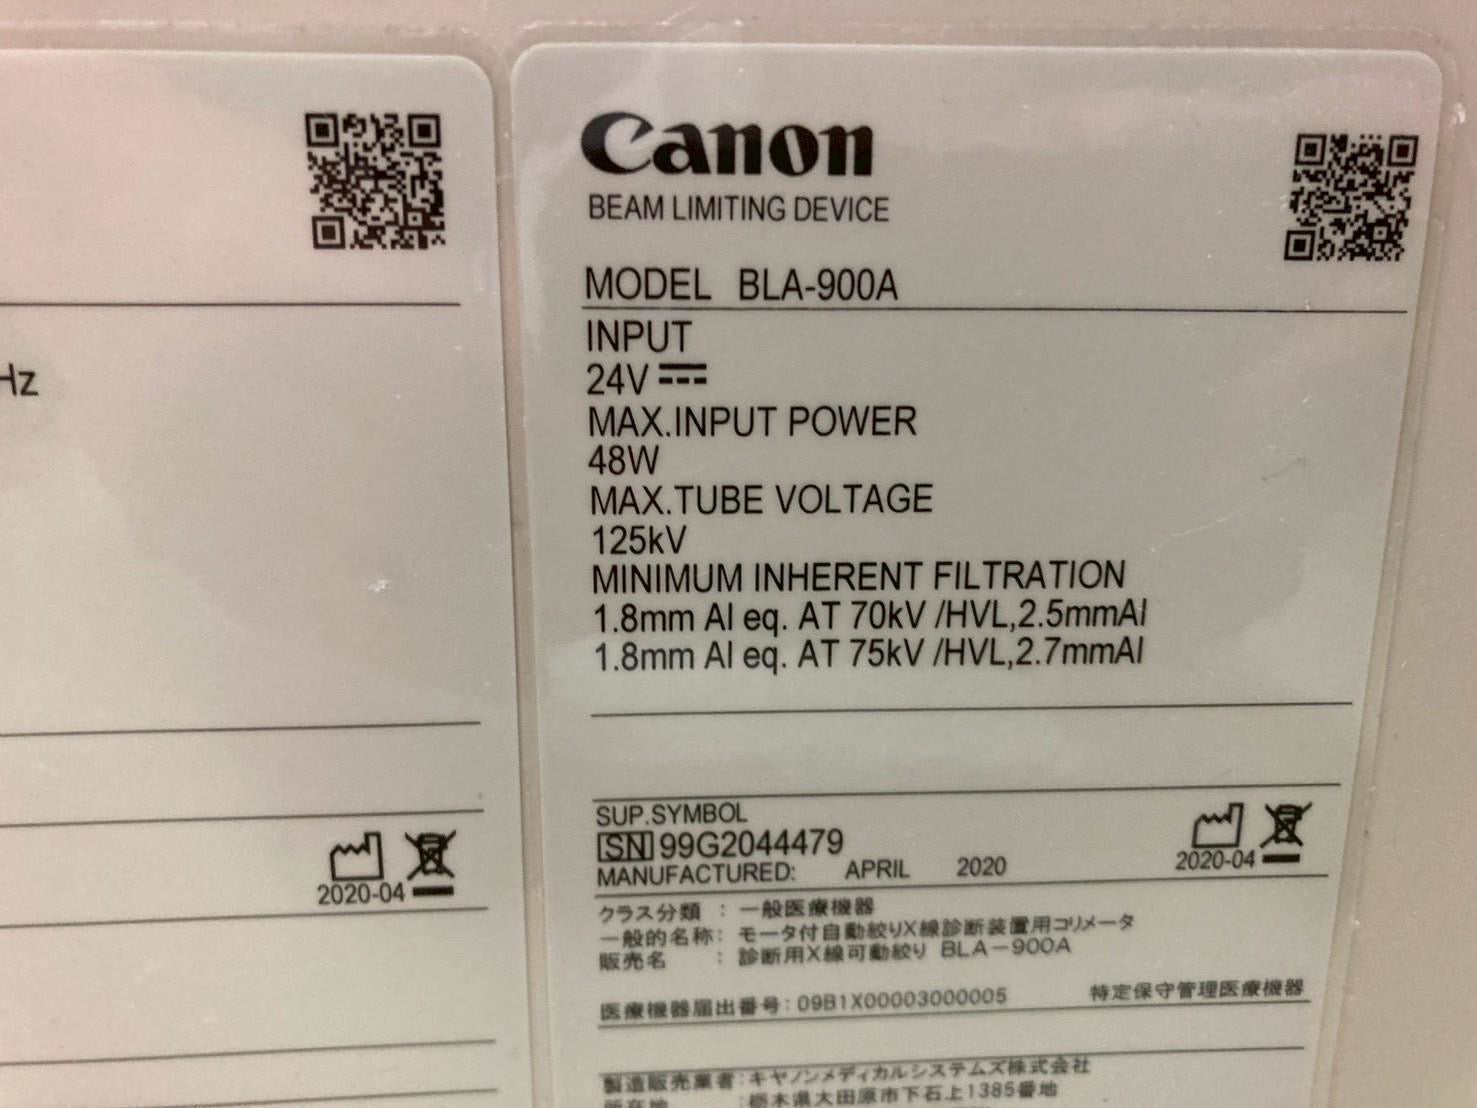 Hz
2020-04
Canon
BEAM LIMITING DEVICE
MODEL BLA-900A
INPUT
24V
MAX.INPUT POWER
48W
MAX.TUBE VOLTAGE
125kV
MINIMUM INHERENT FILTRATION
1.8mm Al eq. AT 70kV /HVL,2.5mmAl
1.8mm Al eq. AT 75kV /HVL,2.7mmAl
SUP.SYMBOL
SN 99G2044479
MANUFACTURED: APRIL 2020
2020-04
クラス分類 : 一般医療機器
一般的名称: モータ付自動絞りX線診断装置用コリメータ
販売名 : 診断用X線可動絞り BLA-900A
医療機器届出番号:09B1X00003000005 特定保守管理医療機器
製造販売業者:キヤノンメディカルシステムズ株式会社
所在地 :栃木県大田原市下石上1385番地